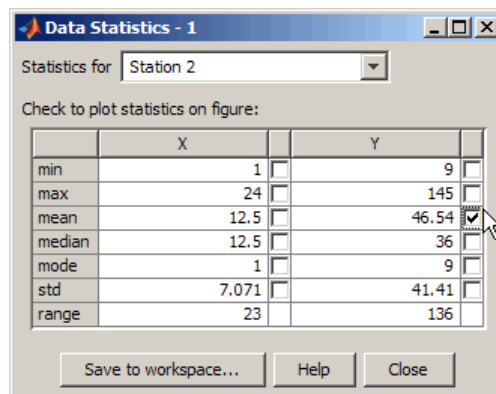 Data Statistics - 1
Statistics for Station 2
Check to plot statistics on figure:
X Y
min 1 9
max 24 145
mean 12.5 46.54
median 12.5 36
mode 1 9
std 7.071 41.41
range 23 136
Save to workspace... Help Close